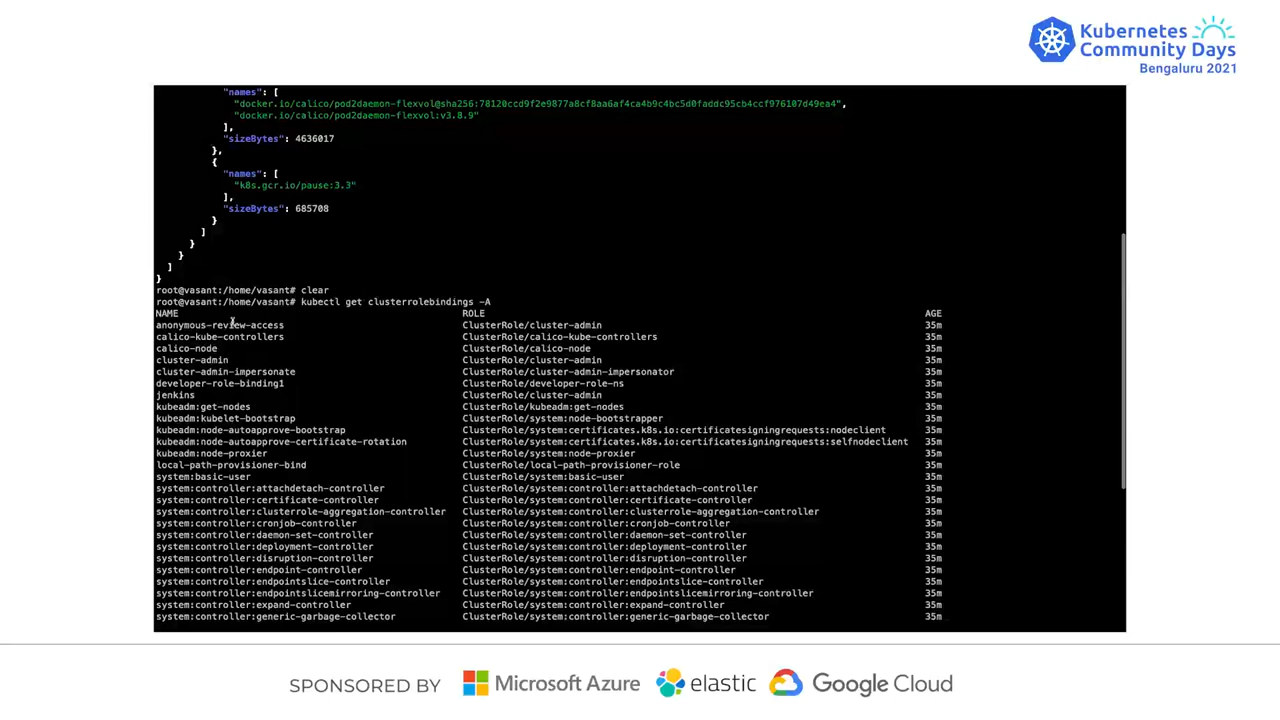 Kubernetes
Community Days
Bengaluru 2021
"names": [
"docker.io/calico/pod2daemon-flexvol@sha256:78120ccd9f2e9877a8cf8aa6af4ca4b9c4bc5d0faddc95cb4ccf976107d49ea4",
"docker.io/calico/pod2daemon-flexvol:v3.8.9"
],
"sizeBytes": 4636017
},
{
"names": [
"k8s.gcr.io/pause:3.3"
],
"sizeBytes": 685708
}
]
}
}
]
}
root@vasant:/home/vasant# clear
root@vasant:/home/vasant# kubectl get clusterrolebindings -A
NAME ROLE AGE
anonymous-review-access ClusterRole/cluster-admin 35m
calico-kube-controllers ClusterRole/calico-kube-controllers 35m
calico-node ClusterRole/calico-node 35m
cluster-admin ClusterRole/cluster-admin 35m
cluster-admin-impersonate ClusterRole/cluster-admin-impersonator 35m
developer-role-binding1 ClusterRole/developer-role-ns 35m
jenkins ClusterRole/cluster-admin 35m
kubeadm:get-nodes ClusterRole/kubeadm:get-nodes 35m
kubeadm:kubelet-bootstrap ClusterRole/system:node-bootstrapper 35m
kubeadm:node-autoapprove-bootstrap ClusterRole/system:certificates.k8s.io:certificatesigningrequests:nodeclient 35m
kubeadm:node-autoapprove-certificate-rotation ClusterRole/system:certificates.k8s.io:certificatesigningrequests:selfnodeclient 35m
kubeadm:node-proxier ClusterRole/system:node-proxier 35m
local-path-provisioner-bind ClusterRole/local-path-provisioner-role 35m
system:basic-user ClusterRole/system:basic-user 35m
system:controller:attachdetach-controller ClusterRole/system:controller:attachdetach-controller 35m
system:controller:certificate-controller ClusterRole/system:controller:certificate-controller 35m
system:controller:clusterrole-aggregation-controller ClusterRole/system:controller:clusterrole-aggregation-controller 35m
system:controller:cronjob-controller ClusterRole/system:controller:cronjob-controller 35m
system:controller:daemon-set-controller ClusterRole/system:controller:daemon-set-controller 35m
system:controller:deployment-controller ClusterRole/system:controller:deployment-controller 35m
system:controller:disruption-controller ClusterRole/system:controller:disruption-controller 35m
system:controller:endpoint-controller ClusterRole/system:controller:endpoint-controller 35m
system:controller:endpointslice-controller ClusterRole/system:controller:endpointslice-controller 35m
system:controller:endpointslicemirroring-controller ClusterRole/system:controller:endpointslicemirroring-controller 35m
system:controller:expand-controller ClusterRole/system:controller:expand-controller 35m
system:controller:generic-garbage-collector ClusterRole/system:controller:generic-garbage-collector 35m
SPONSORED BY Microsoft Azure elastic Google Cloud